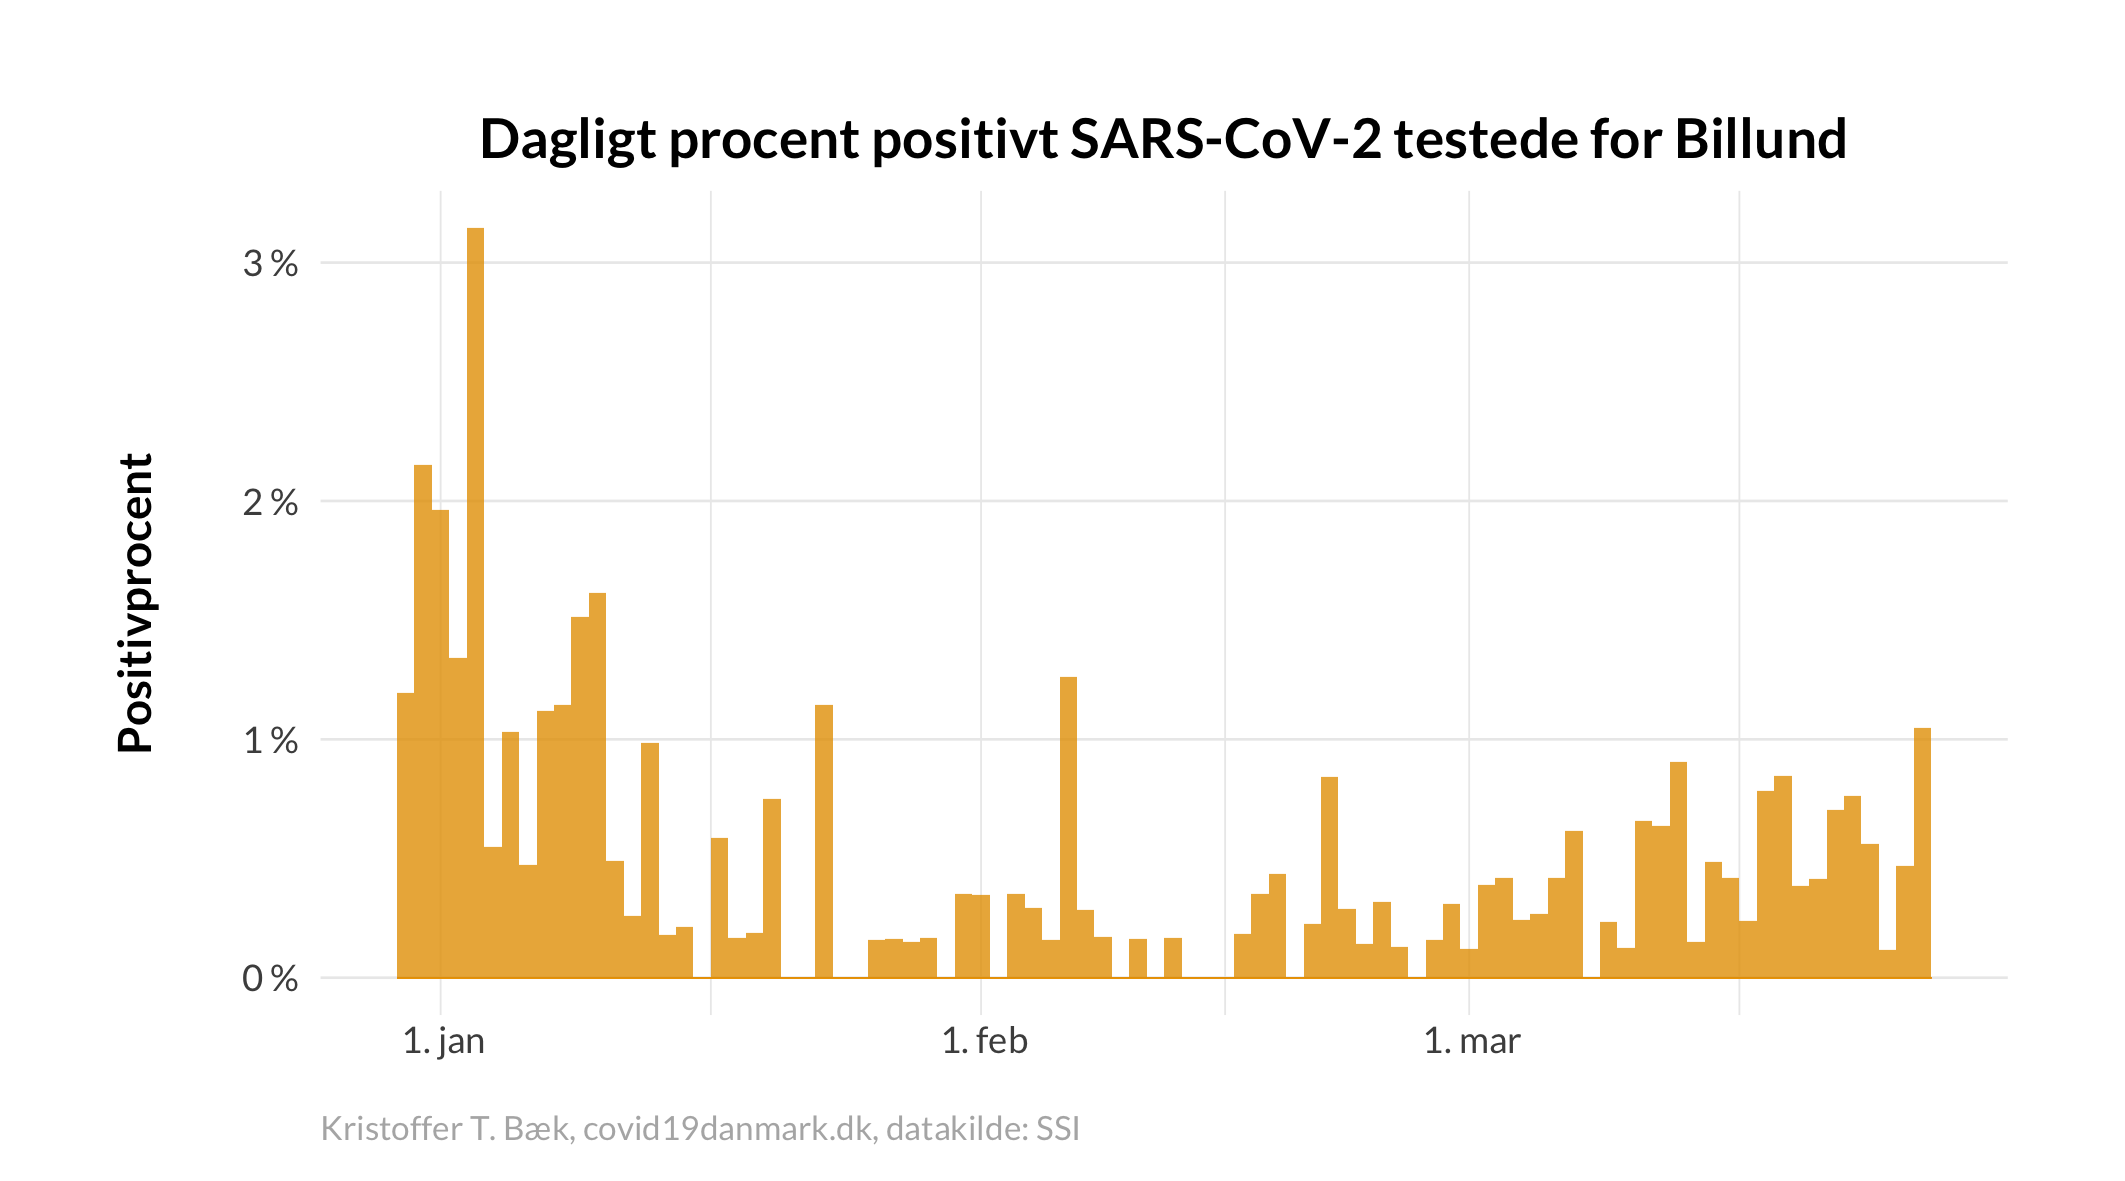 Dagligt procent positivt SARS-CoV-2 testede for Billund
Positivprocent
3 %
2 %
1 %
0 %
1. jan
1. feb
1. mar
Kristoffer T. Bæk, covid19danmark.dk, datakilde: SSI